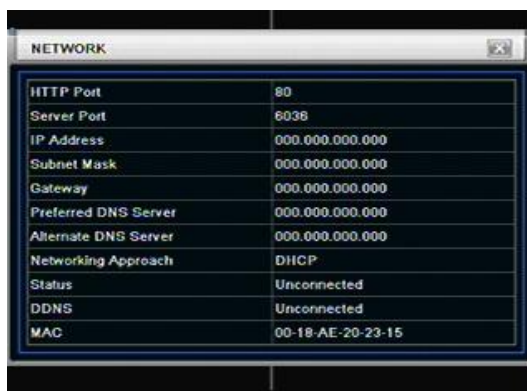 NETWORK
HTTP Port 80
Server Port 6036
IP Address 000.000.000.000
Subnet Mask 000.000.000.000
Gateway 000.000.000.000
Preferred DNS Server 000.000.000.000
Alternate DNS Server 000.000.000.000
Networking Approach DHCP
Status Unconnected
DDNS Unconnected
MAC 00-18-AE-20-23-15